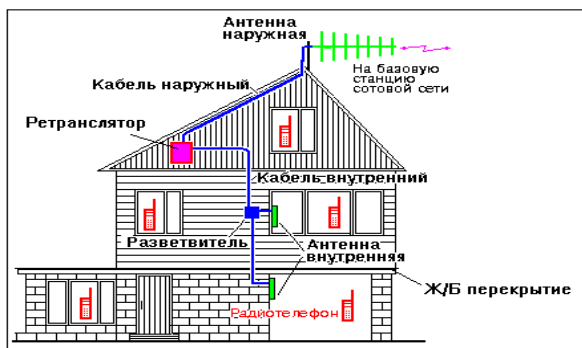 Антенна
наружная
На базовую
станцию
сотовой сети
Кабель наружный
Ретранслятор
Кабель внутренний
Разветвитель
Антенна
внутренняя
Ж/Б перекрытие
Радиотелефон